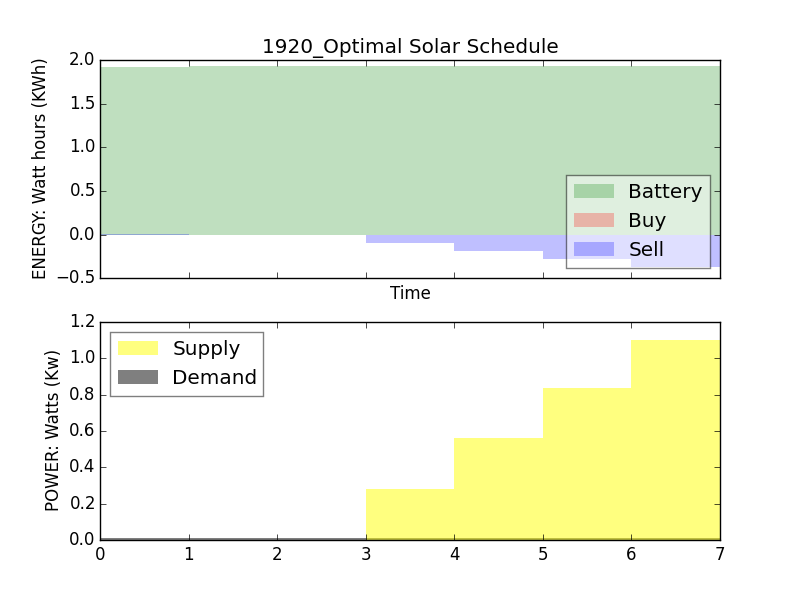 1920_Optimal Solar Schedule
ENERGY: Watt hours (KWh)
2.0
1.5
1.0
0.5
0.0
−0.5
Battery
Buy
Sell
Time
POWER: Watts (Kw)
1.2
1.0
0.8
0.6
0.4
0.2
0.0
Supply
Demand
0 1 2 3 4 5 6 7